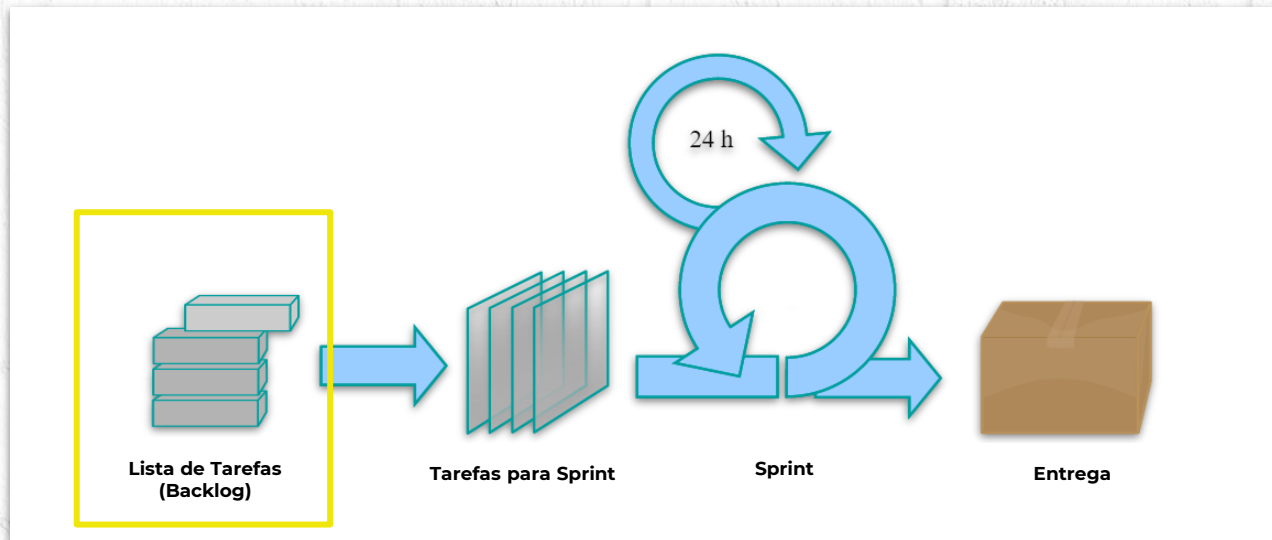 24 h
Lista de Tarefas
(Backlog)
Tarefas para Sprint
Sprint
Entrega